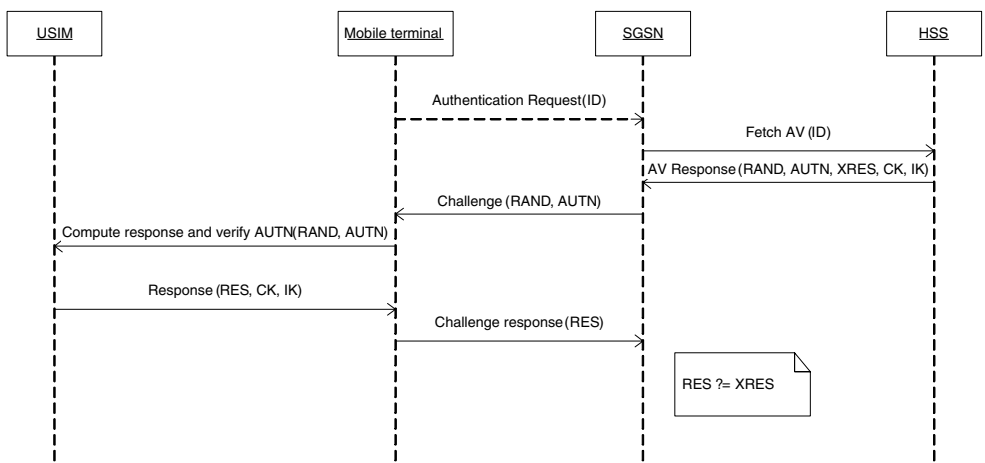 USIM
Mobile terminal
SGSN
HSS
Authentication Request(ID)
Fetch AV (ID)
AV Response (RAND, AUTN, XRES, CK, IK)
Challenge (RAND, AUTN)
Compute response and verify AUTN(RAND, AUTN)
Response (RES, CK, IK)
Challenge response (RES)
RES ?= XRES